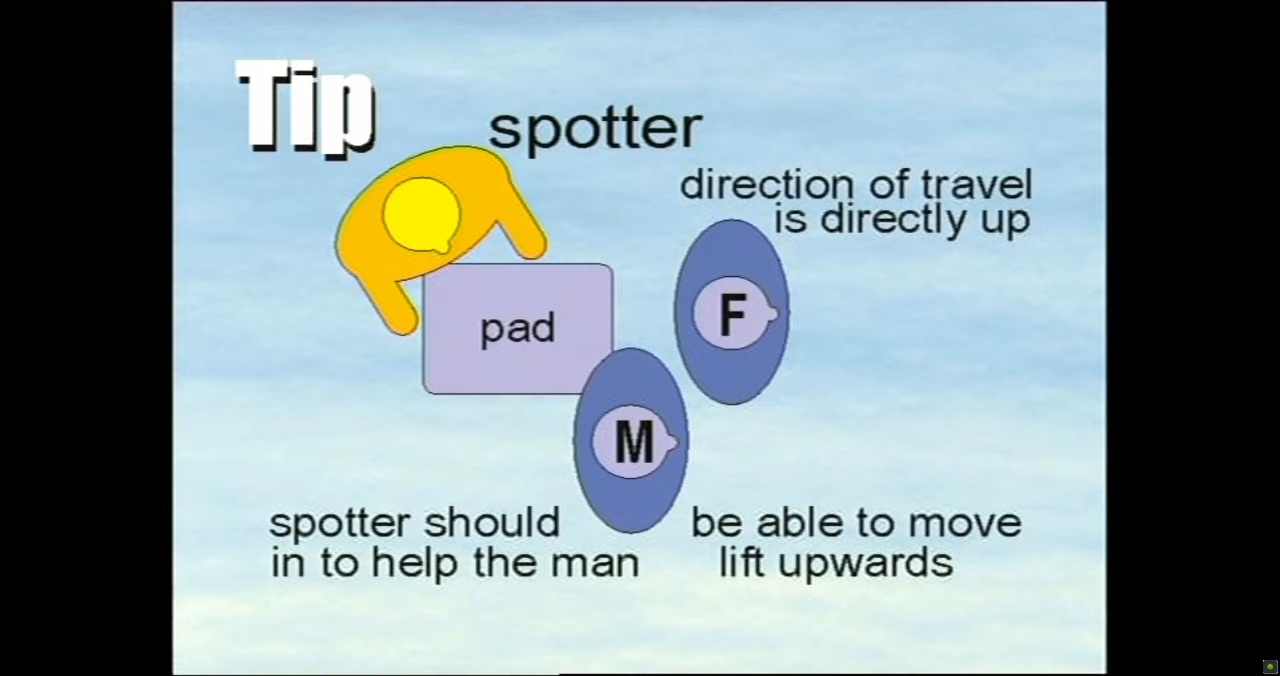 Tip
spotter
direction of travel
is directly up
pad
F
M
spotter should be able to move
in to help the man lift upwards